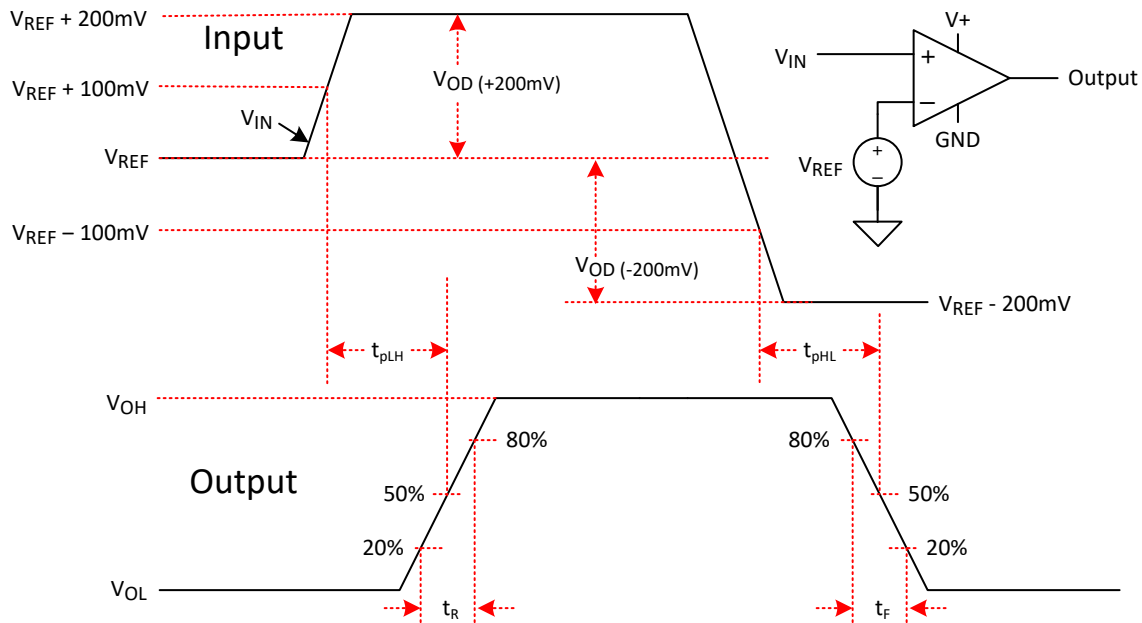 VREF + 200mV
Input
VOD (+200mV)
VREF + 100mV
VIN
VREF
VREF – 100mV
VOD (-200mV)
VREF - 200mV
V+
VIN
+
–
Output
GND
VREF
+
–
tpLH
tpHL
VOH
80%
80%
Output
50%
50%
20%
20%
VOL
tR
tF